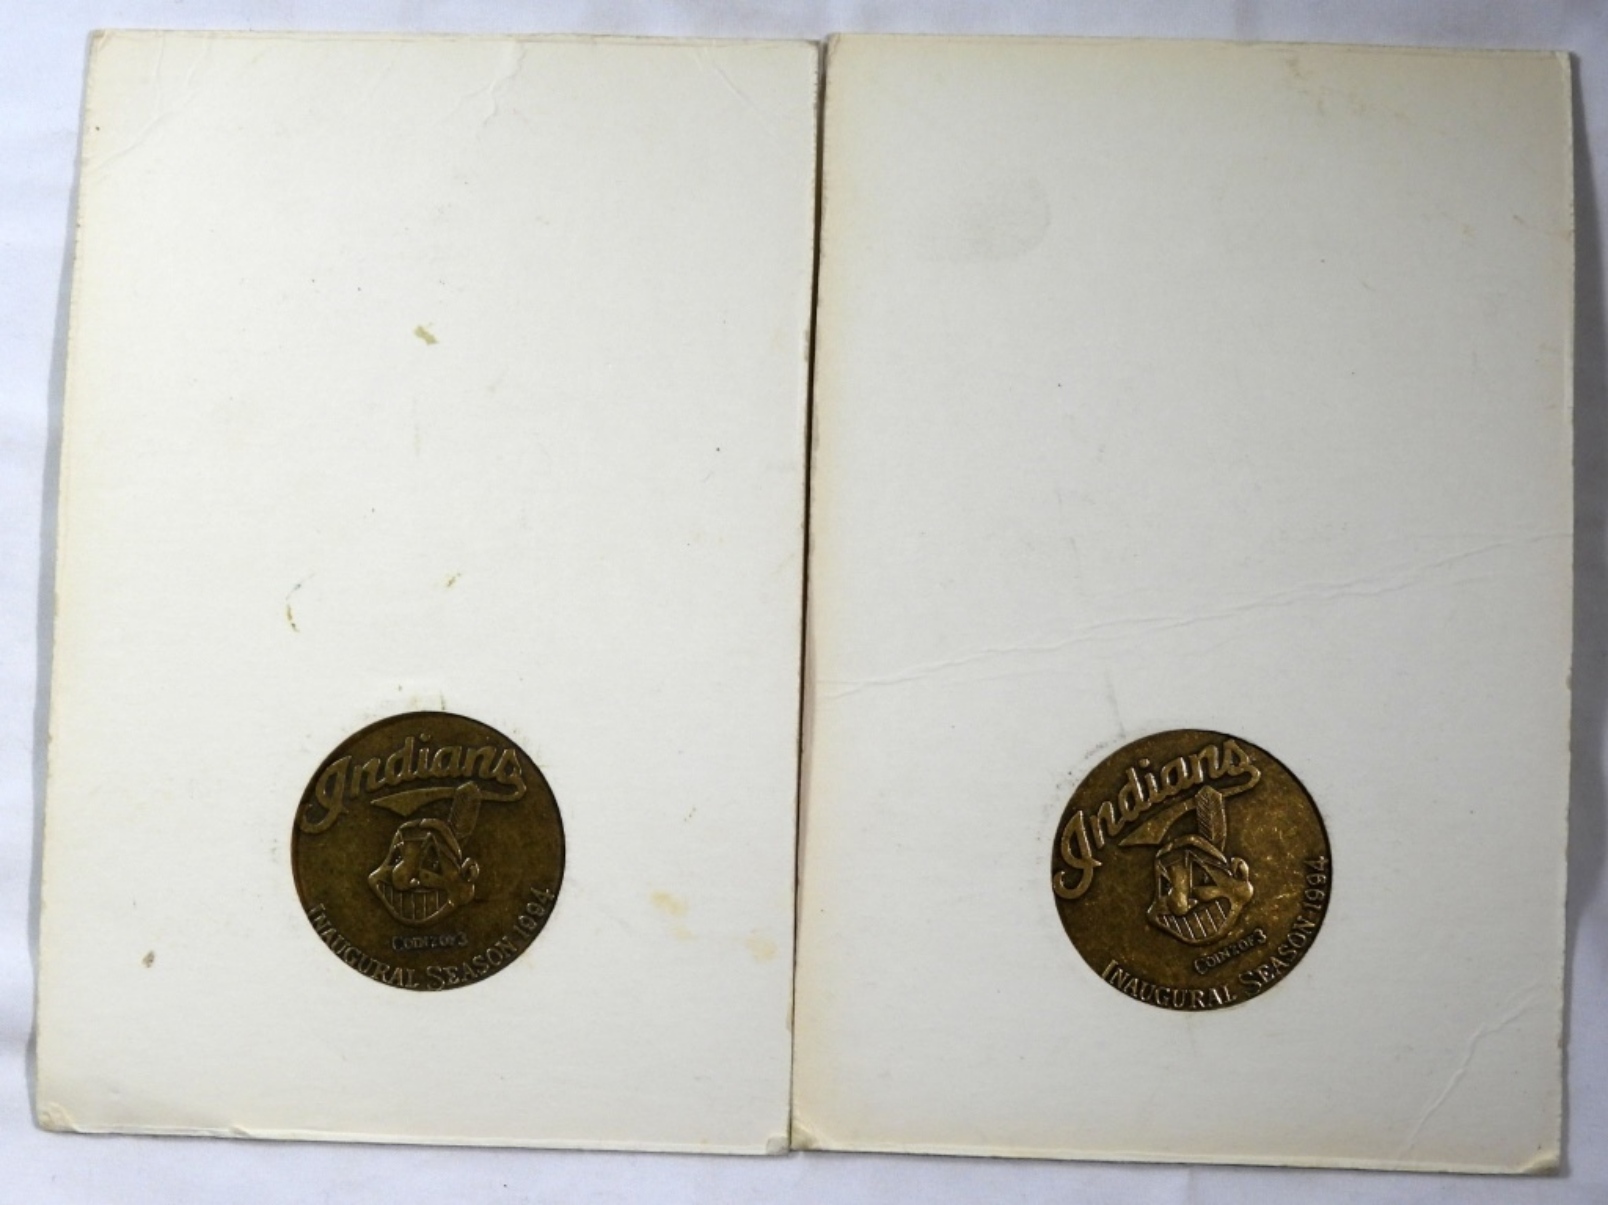 Indians
COIN 2 OF 3
INAUGURAL SEASON 1994
Indians
COIN 2 OF 3
INAUGURAL SEASON·1994